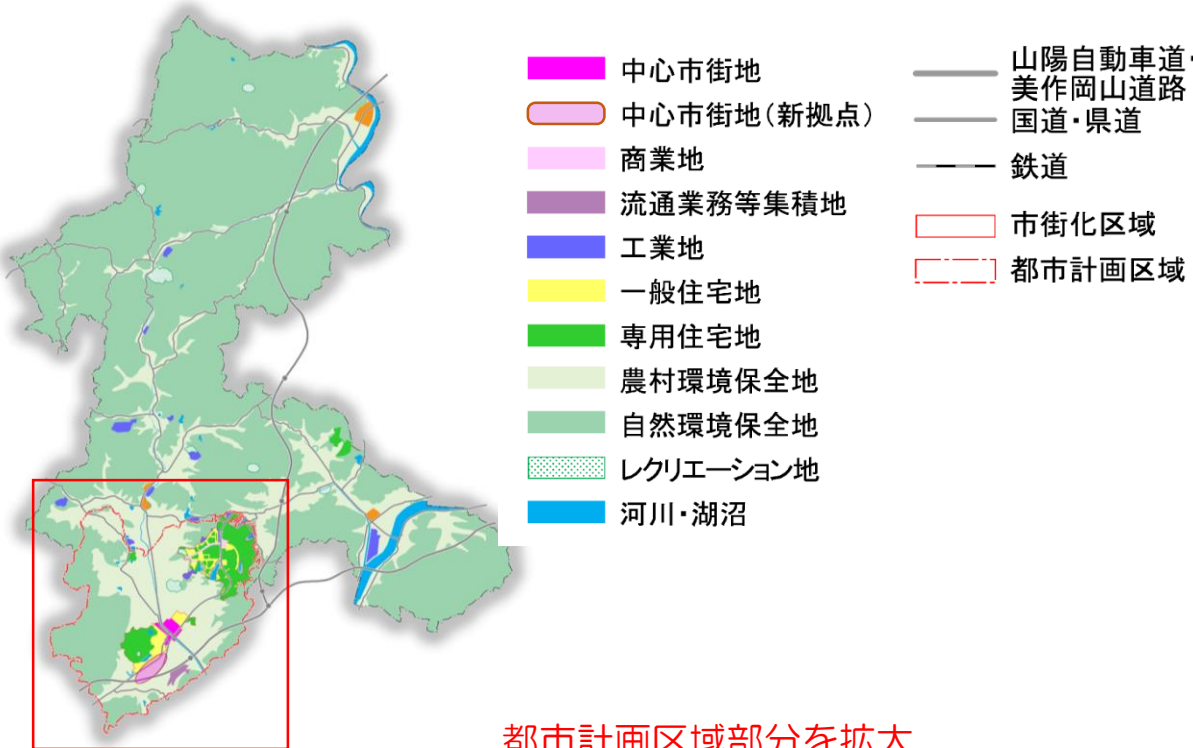 中心市街地
中心市街地(新拠点)
商業地
流通業務等集積地
工業地
一般住宅地
専用住宅地
農村環境保全地
自然環境保全地
レクリエーション地
河川・湖沼
山陽自動車道・
美作岡山道路
国道・県道
鉄道
市街化区域
都市計画区域
都市計画区域部分を拡大